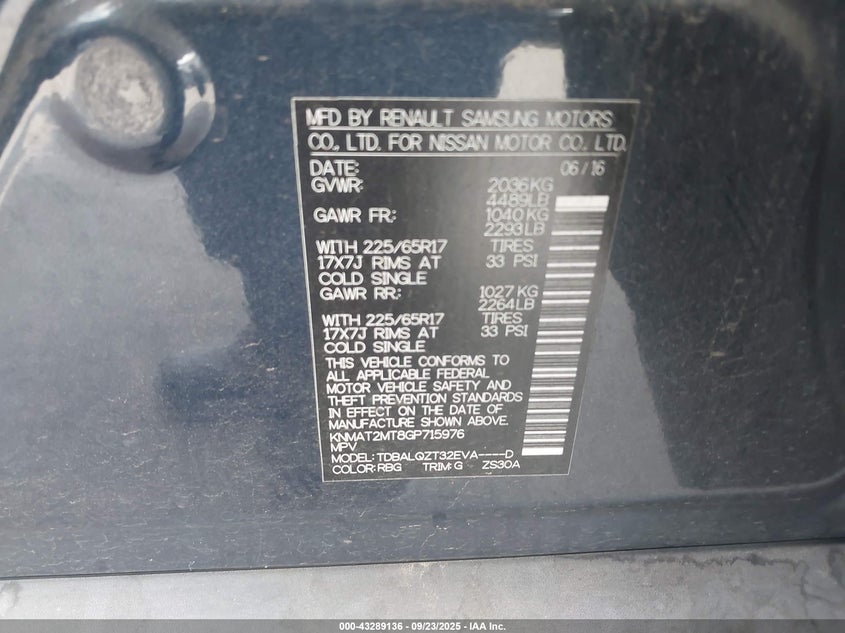 MFD BY RENAULT SAMSUNG MOTORS
CO., LTD. FOR NISSAN MOTOR CO., LTD.
DATE: 06/16
GVWR: 2036KG
4489LB
GAWR FR: 1040KG
2293LB
WITH 225/65R17 TIRES
17X7J RIMS AT 33 PSI
COLD SINGLE
GAWR RR: 1027KG
2264LB
WITH 225/65R17 TIRES
17X7J RIMS AT 33 PSI
COLD SINGLE
THIS VEHICLE CONFORMS TO
ALL APPLICABLE FEDERAL
MOTOR VEHICLE SAFETY AND
THEFT PREVENTION STANDARDS
IN EFFECT ON THE DATE OF
MANUFACTURE SHOWN ABOVE.
KNMAT2MT8GP715976
MPV
MODEL: TDBALQZT32EVA----D
COLOR:RBG TRIM:G ZS30A
000-43289136 - 09/23/2025 - IAA Inc.